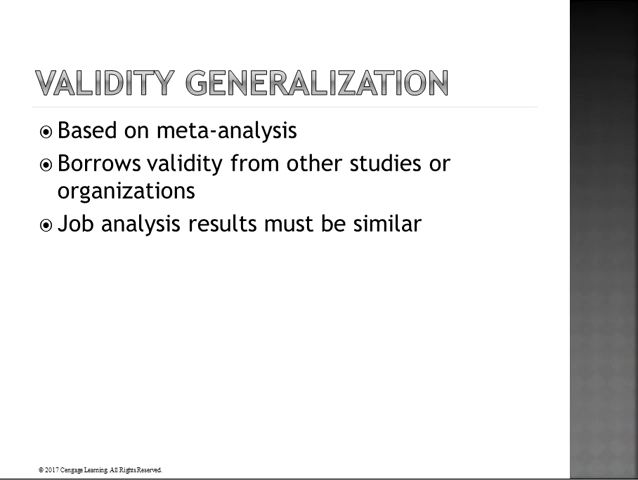 VALIDITY GENERALIZATION
Based on meta-analysis
Borrows validity from other studies or
organizations
Job analysis results must be similar
© 2017 Cengage Learning. All Rights Reserved.